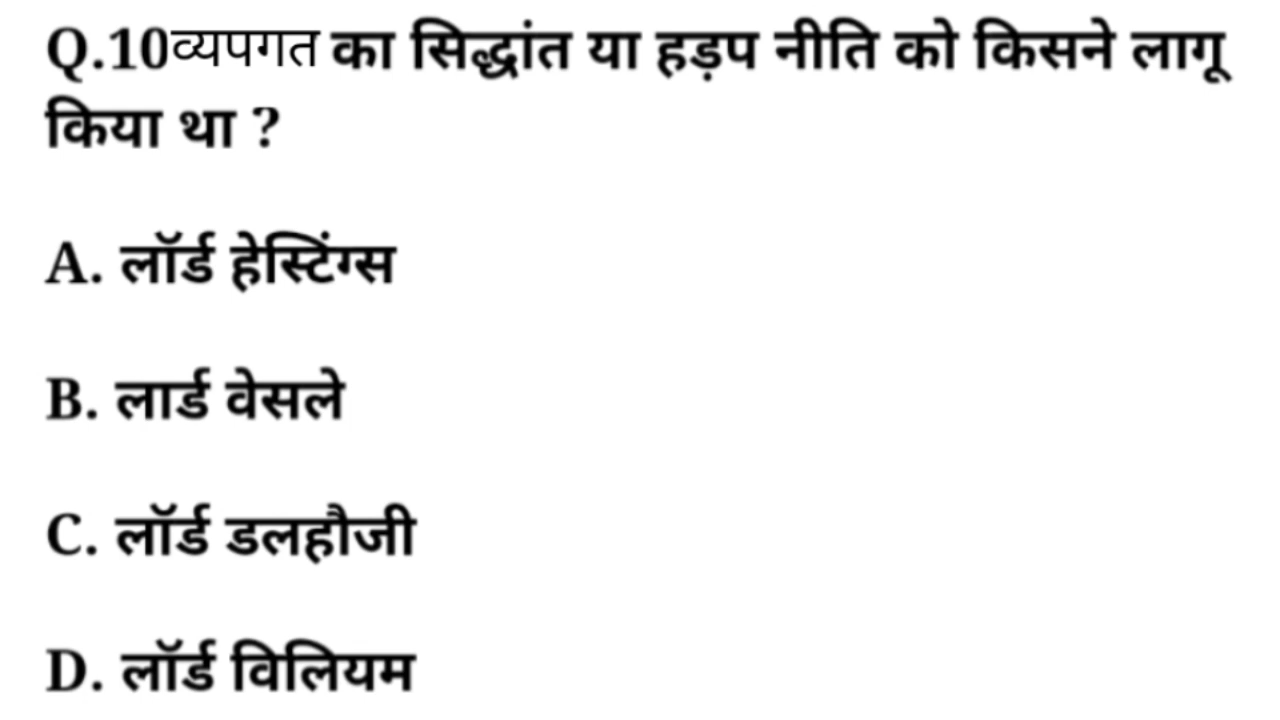 Q.10व्यपगत का सिद्धांत या हड़प नीति को किसने लागू
किया था ?
A. लॉर्ड हेस्टिंग्स
B. लार्ड वेसले
C. लॉर्ड डलहौजी
D. लॉर्ड विलियम